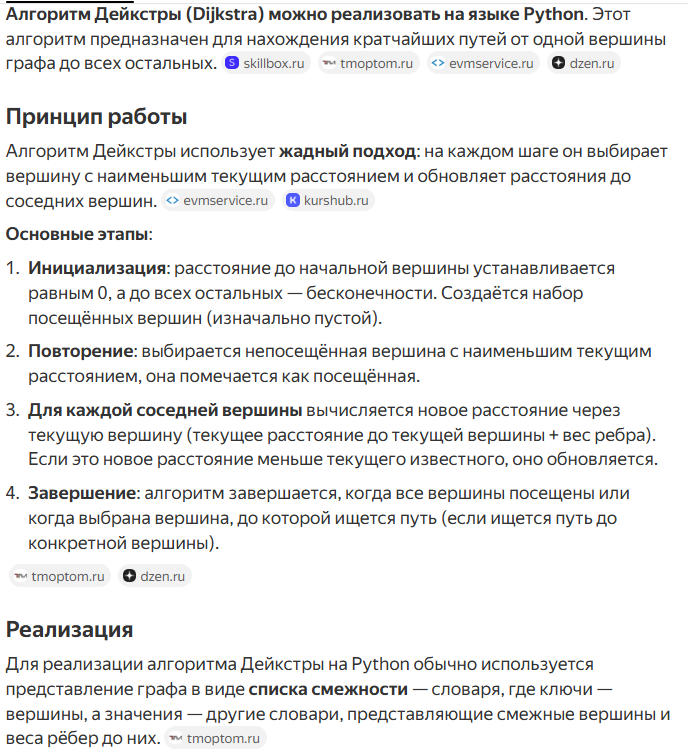 Алгоритм Дейкстры (Dijkstra) можно реализовать на языке Python. Этот
алгоритм предназначен для нахождения кратчайших путей от одной вершины
графа до всех остальных. skillbox.ru tmoptom.ru evmservice.ru dzen.ru
Принцип работы
Алгоритм Дейкстры использует жадный подход: на каждом шаге он выбирает
вершину с наименьшим текущим расстоянием и обновляет расстояния до
соседних вершин. evmservice.ru kurshub.ru
Основные этапы:
1. Инициализация: расстояние до начальной вершины устанавливается
равным 0, а до всех остальных — бесконечности. Создаётся набор
посещённых вершин (изначально пустой).
2. Повторение: выбирается непосещённая вершина с наименьшим текущим
расстоянием, она помечается как посещённая.
3. Для каждой соседней вершины вычисляется новое расстояние через
текущую вершину (текущее расстояние до текущей вершины + вес ребра).
Если это новое расстояние меньше текущего известного, оно обновляется.
4. Завершение: алгоритм завершается, когда все вершины посещены или
когда выбрана вершина, до которой ищется путь (если ищется путь до
конкретной вершины).
tmoptom.ru dzen.ru
Реализация
Для реализации алгоритма Дейкстры на Python обычно используется
представление графа в виде списка смежности — словаря, где ключи —
вершины, а значения — другие словари, представляющие смежные вершины и
веса рёбер до них. tmoptom.ru